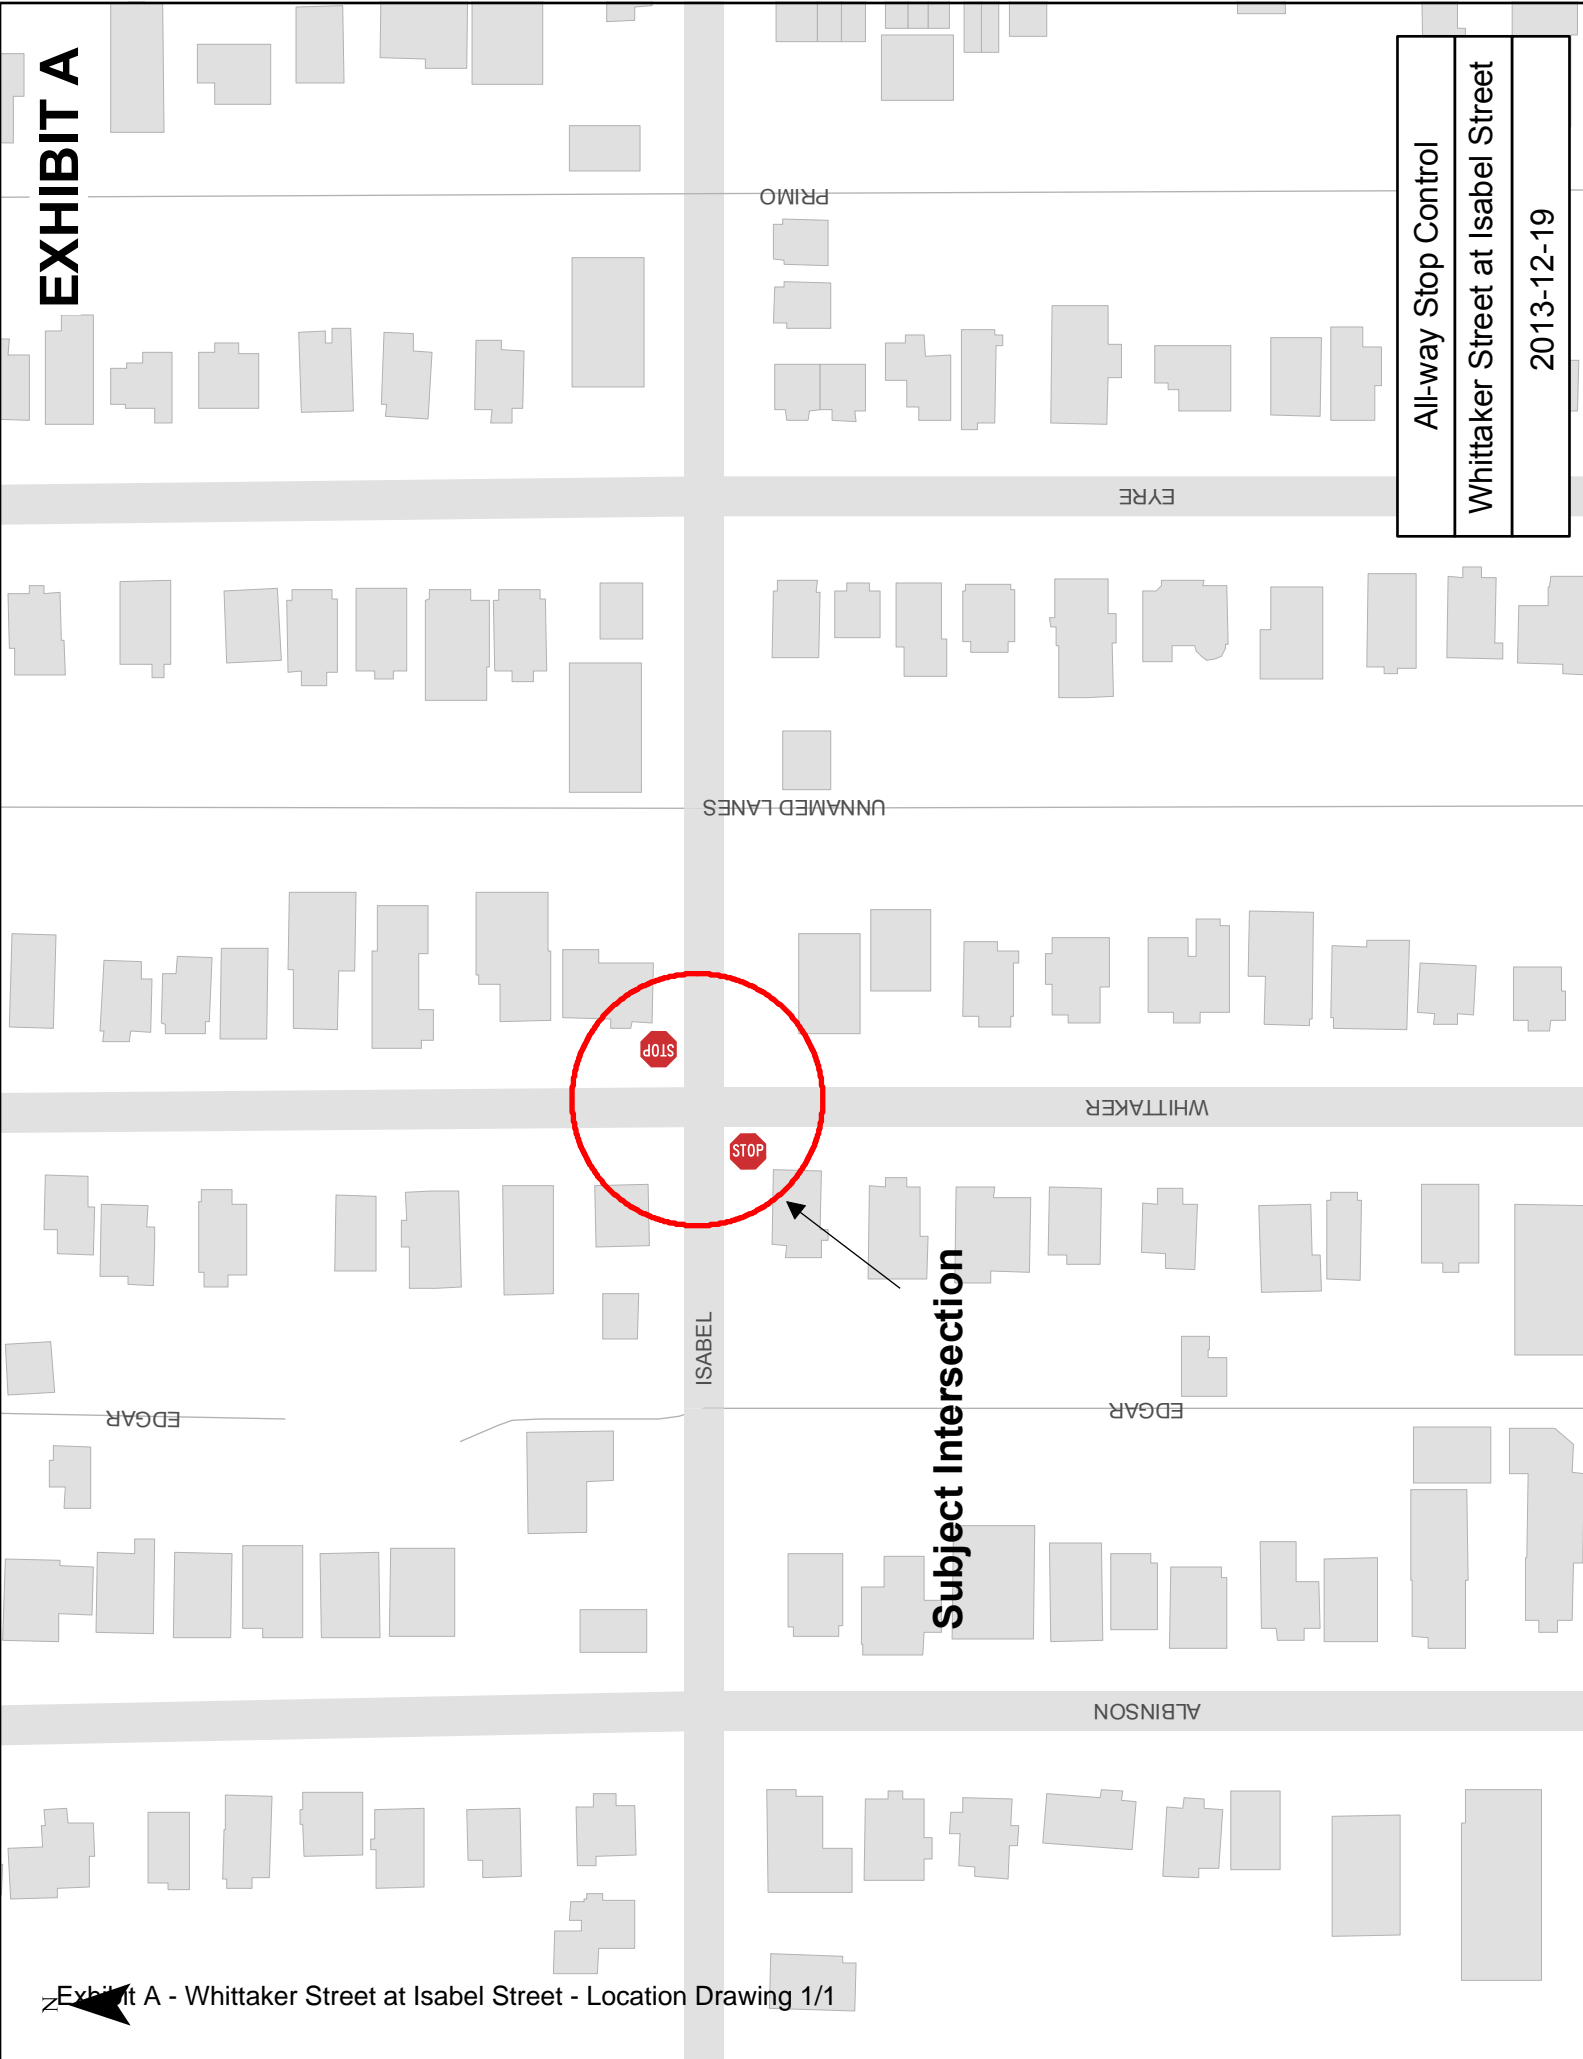 EXHIBIT A
All-way Stop Control
Whittaker Street at Isabel Street
2013-12-19
PRIMO
EYRE
UNNAMED LANES
STOP
WHITTAKER
STOP
Subject Intersection
ISABEL
EDGAR
EDGAR
ALBINSON
N
Exhibit A - Whittaker Street at Isabel Street - Location Drawing 1/1